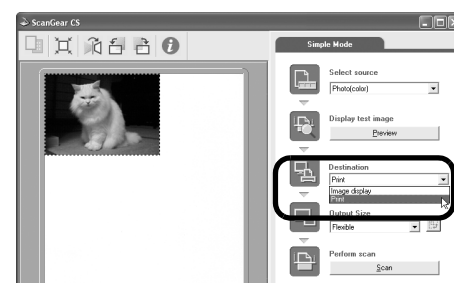 ScanGear CS
Simple Mode
Select source
Photo(color)
Display test image
Preview
Destination
Print
Image display
Print
Output Size
Flexible
Perform scan
Scan